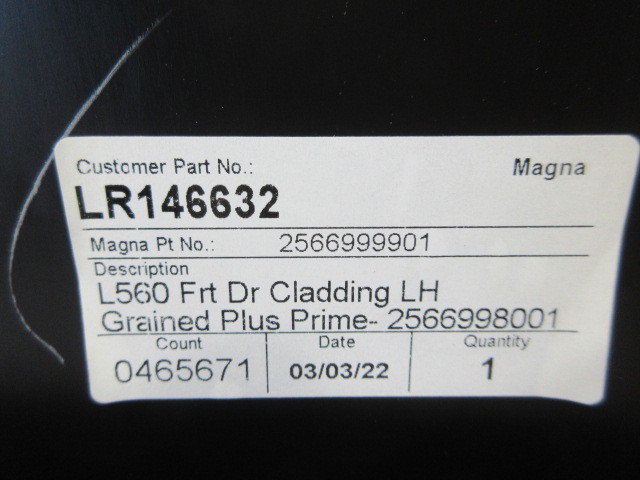 Customer Part No.: Magna
LR146632
Magna Pt No.: 2566999901
Description
L560 Frt Dr Cladding LH
Grained Plus Prime- 2566998001
Count Date Quantity
0465671 03/03/22 1